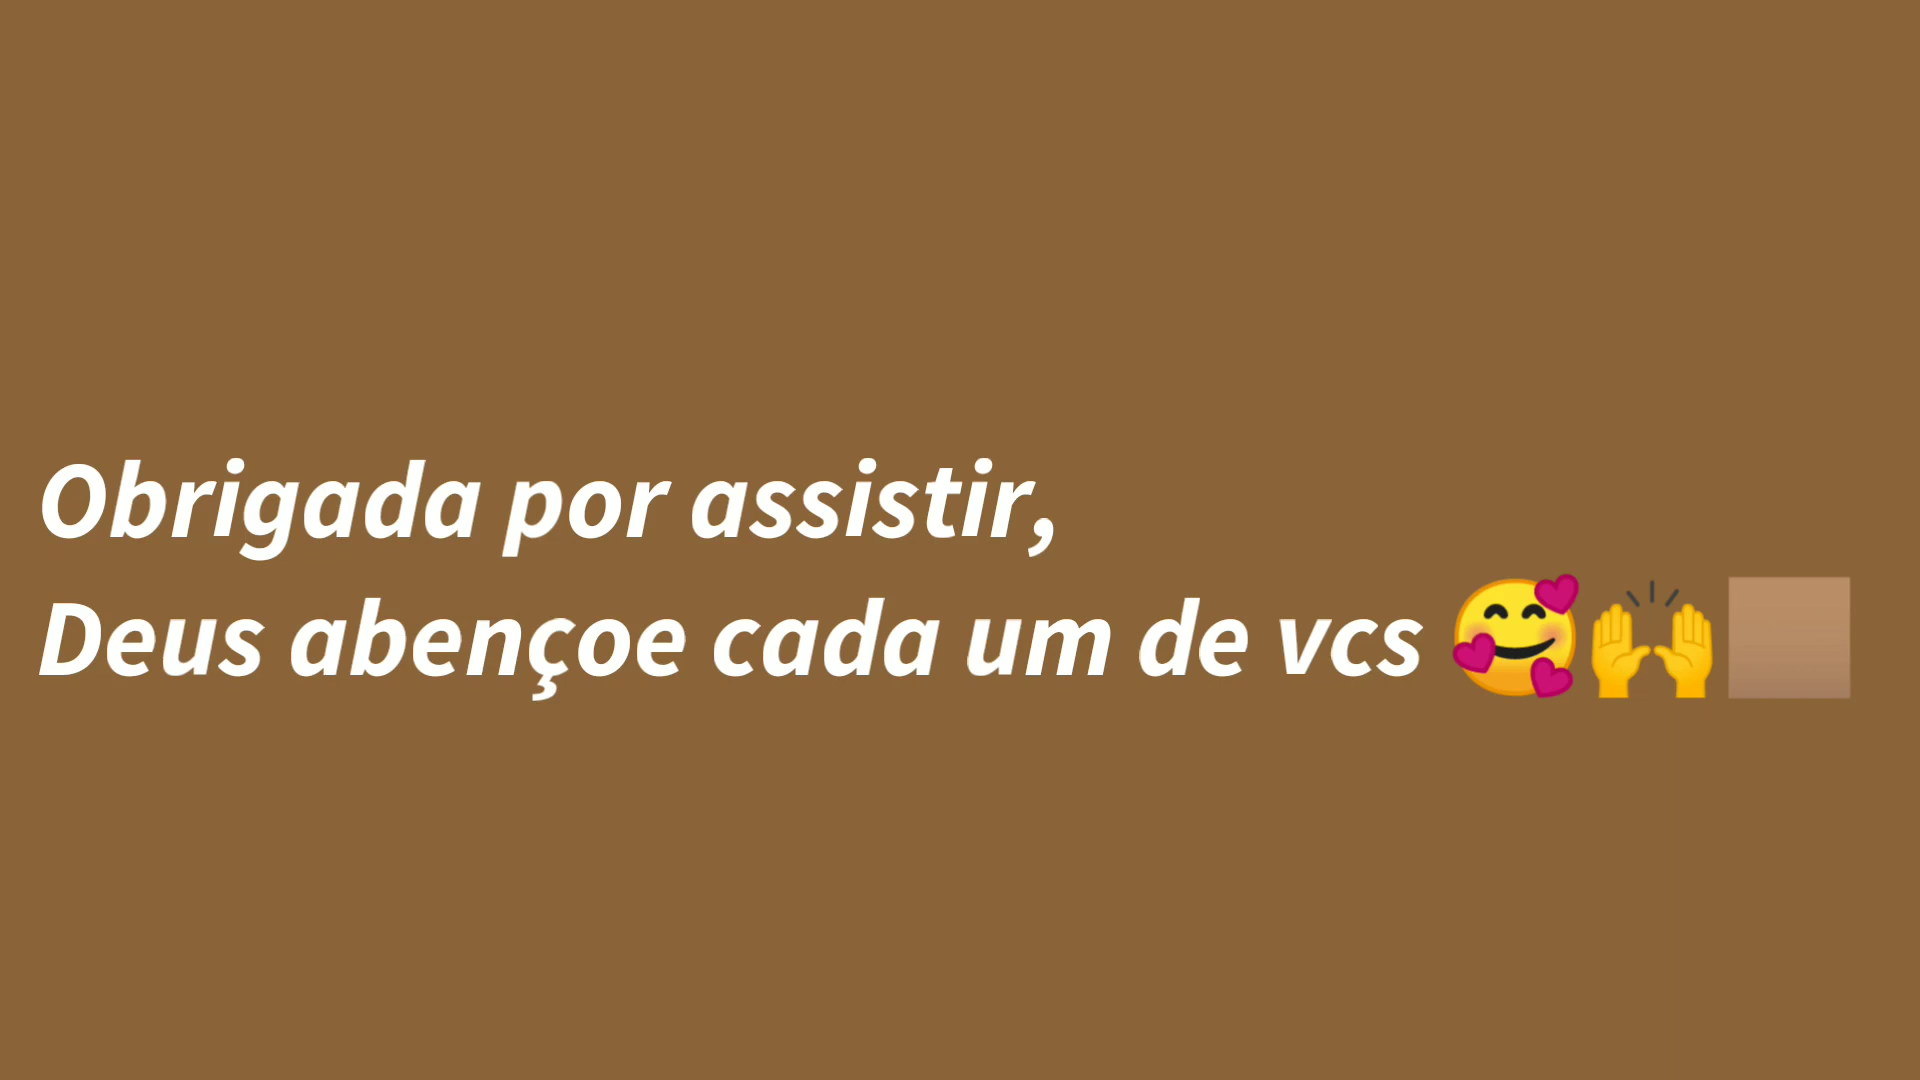 Obrigada por assistir,
Deus abençoe cada um de vcs 🥰🙌🏽